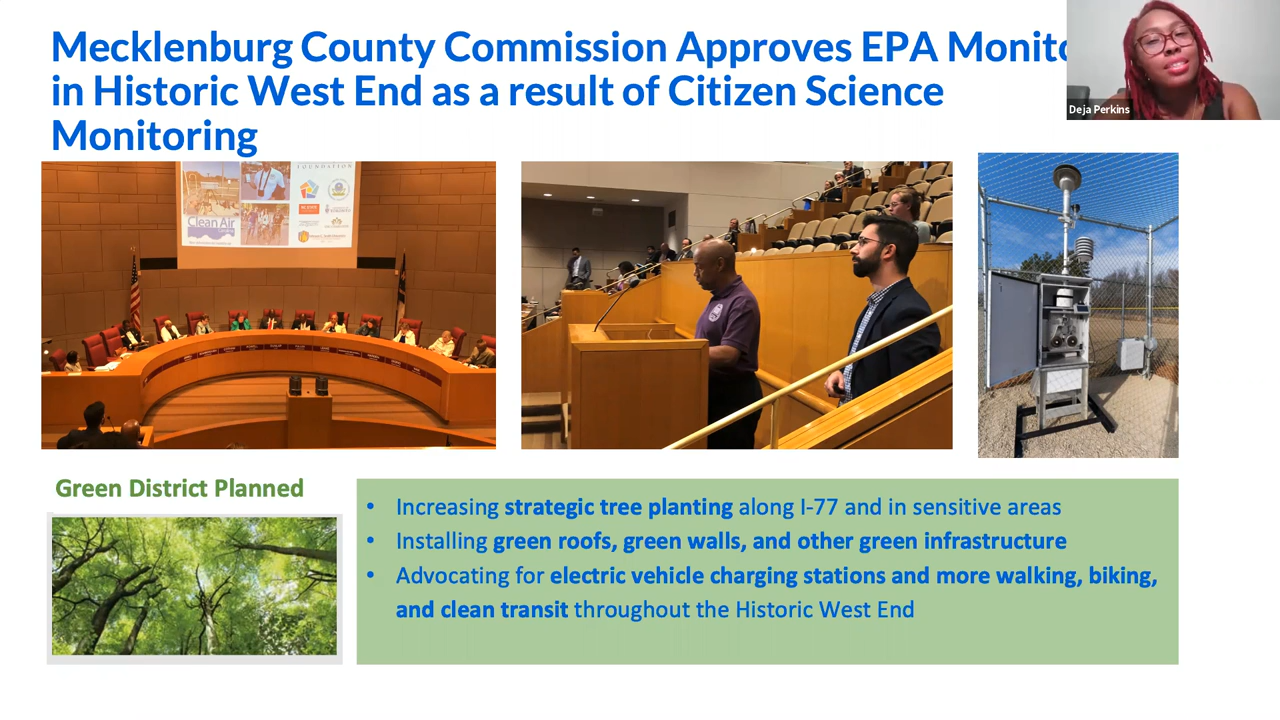 Mecklenburg County Commission Approves EPA Monito
in Historic West End as a result of Citizen Science
Monitoring
Deja Perkins
FOUNDATION
Clean Air
Green District Planned
• Increasing strategic tree planting along I-77 and in sensitive areas
• Installing green roofs, green walls, and other green infrastructure
• Advocating for electric vehicle charging stations and more walking, biking,
and clean transit throughout the Historic West End